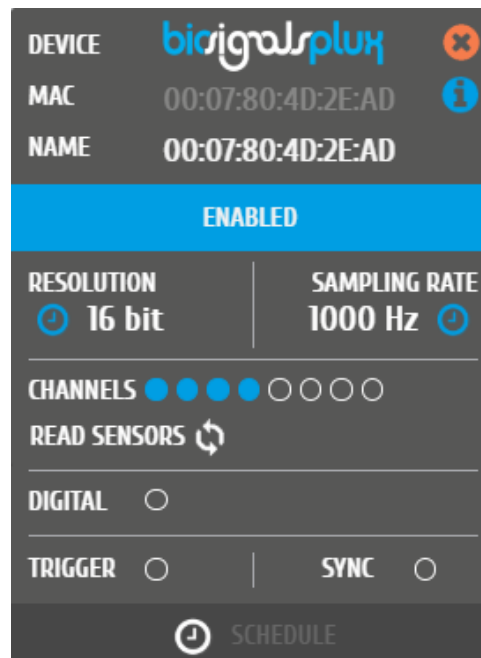 DEVICE biosignalsplux
MAC 00:07:80:4D:2E:AD
NAME 00:07:80:4D:2E:AD
ENABLED
RESOLUTION SAMPLING RATE
16 bit 1000 Hz
CHANNELS
READ SENSORS
DIGITAL
TRIGGER SYNC
SCHEDULE